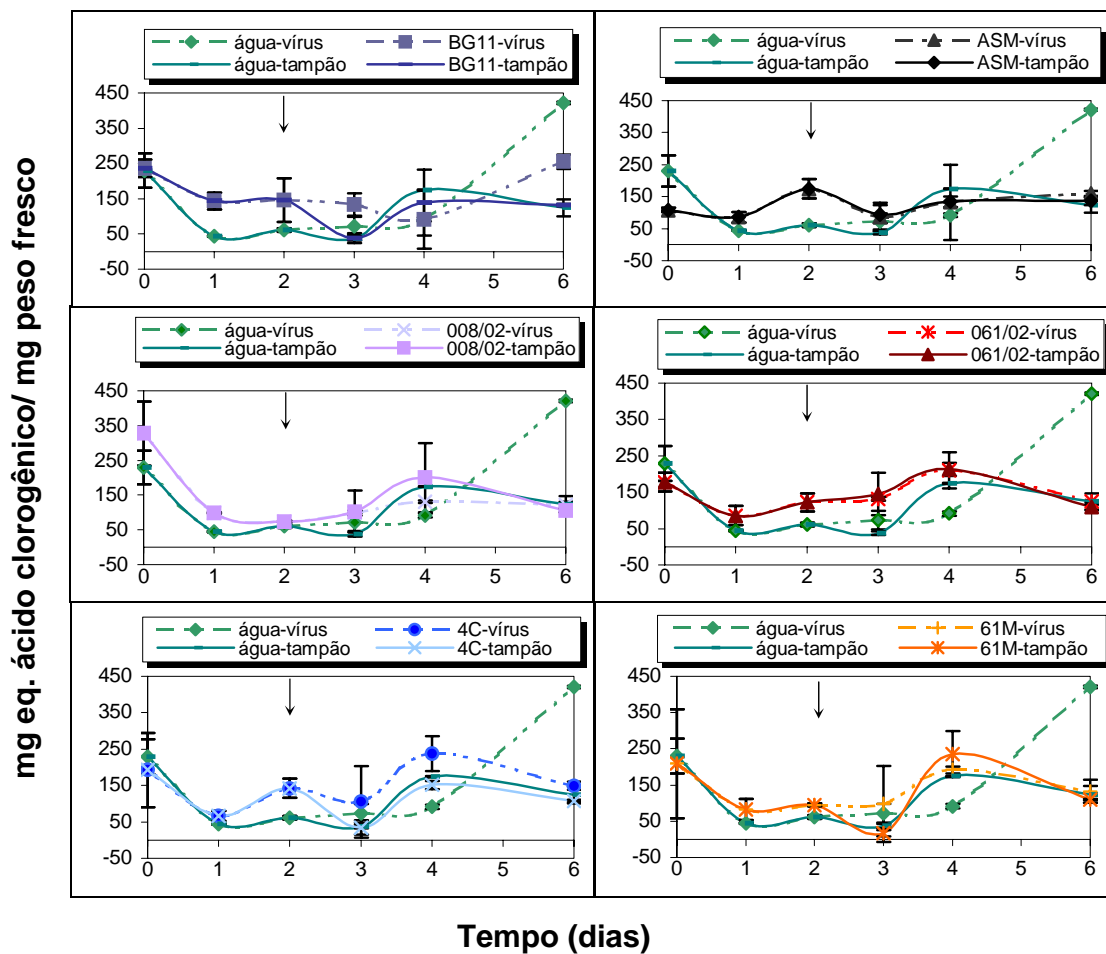 mg eq. ácido clorogênico/ mg peso fresco
água-vírus BG11-vírus
água-tampão BG11-tampão
450
350
250
150
50
-50
0 1 2 3 4 5 6
água-vírus ASM-vírus
água-tampão ASM-tampão
450
350
250
150
50
-50
0 1 2 3 4 5 6
água-vírus 008/02-vírus
água-tampão 008/02-tampão
450
350
250
150
50
-50
0 1 2 3 4 5 6
água-vírus 061/02-vírus
água-tampão 061/02-tampão
450
350
250
150
50
-50
0 1 2 3 4 5 6
água-vírus 4C-vírus
água-tampão 4C-tampão
450
350
250
150
50
-50
0 1 2 3 4 5 6
água-vírus 61M-vírus
água-tampão 61M-tampão
450
350
250
150
50
-50
0 1 2 3 4 5 6
Tempo (dias)